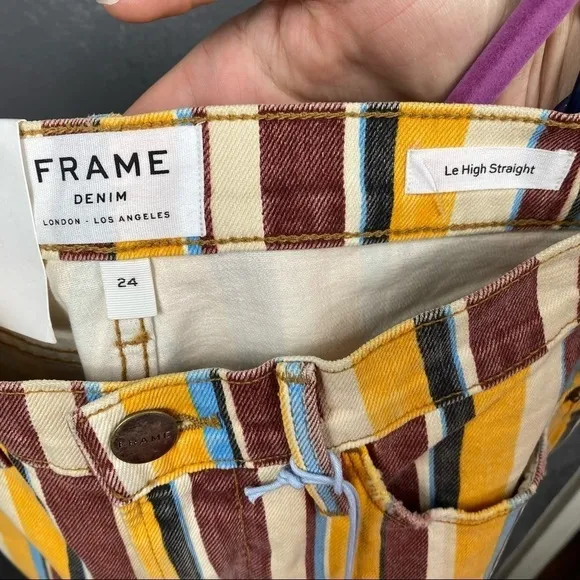 FRAME
DENIM
LONDON - LOS ANGELES
Le High Straight
24
FRAME